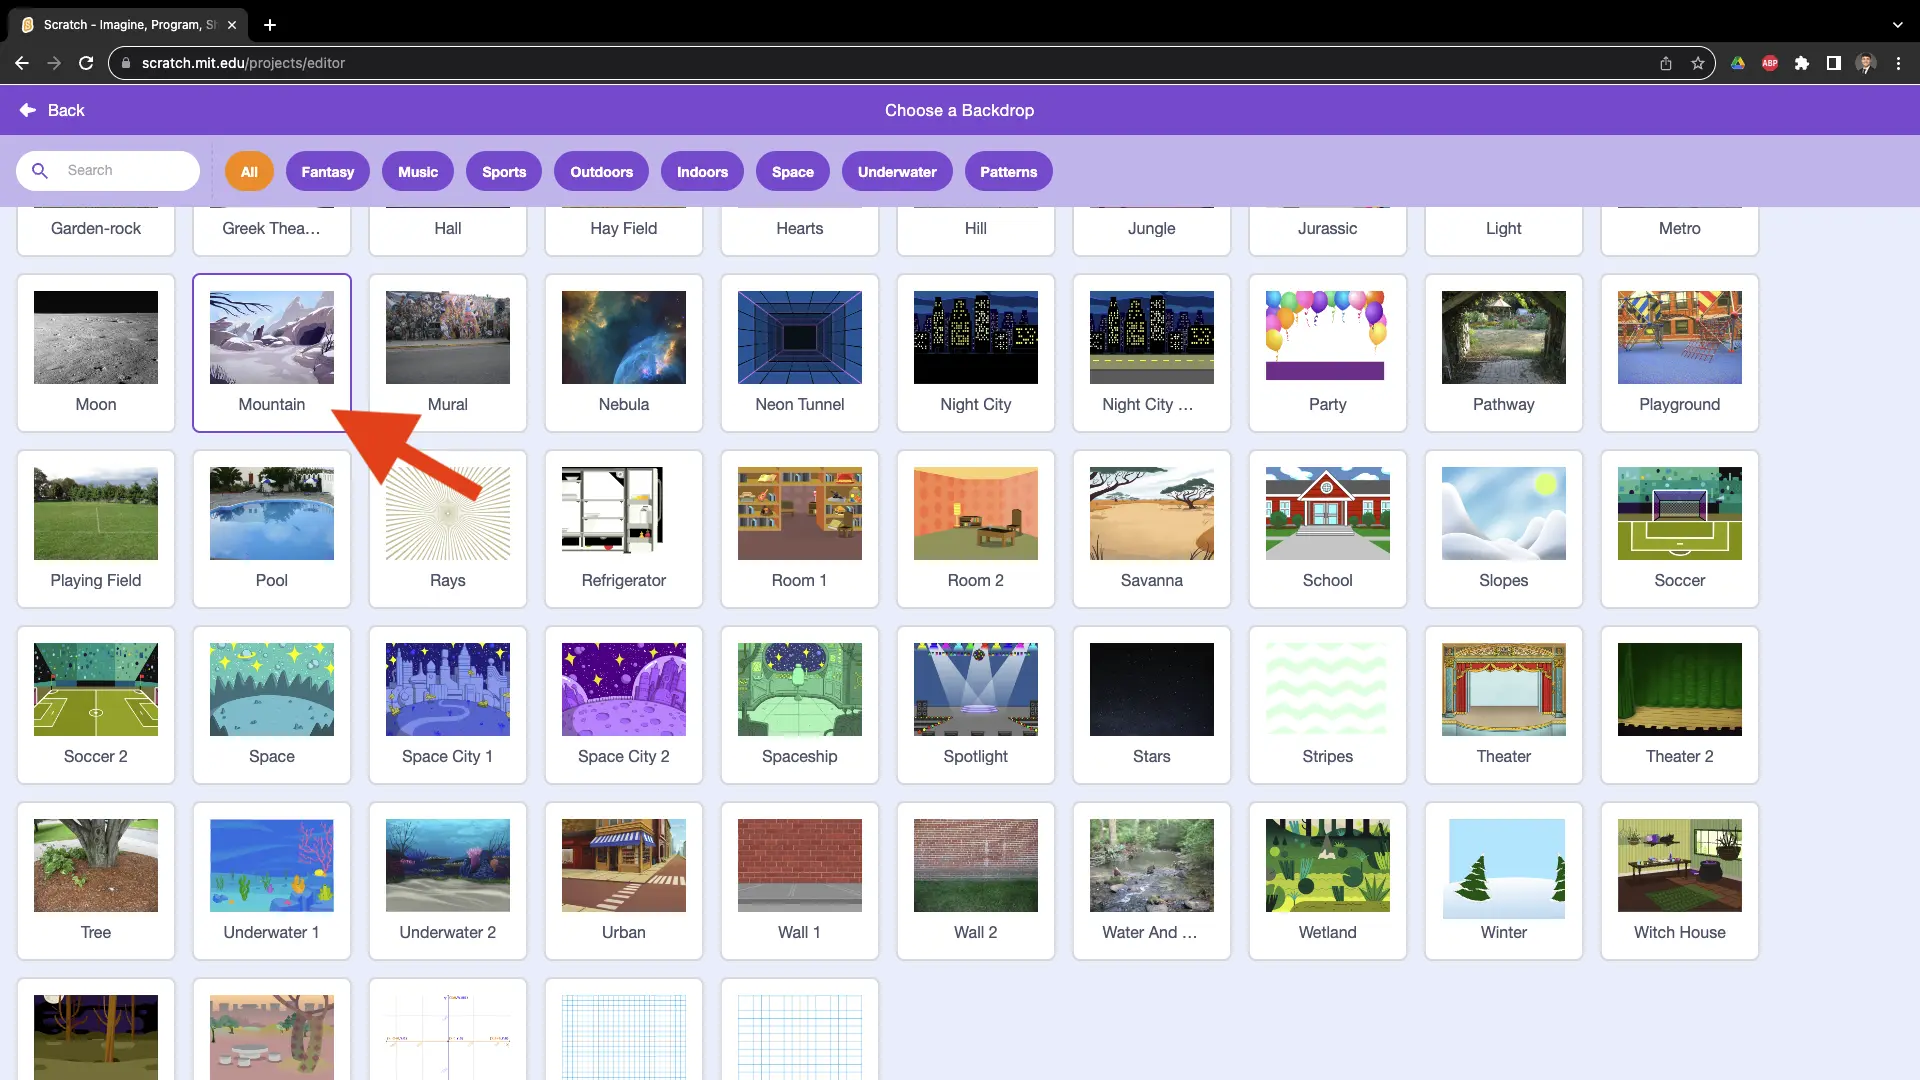 Scratch - Imagine, Program, Sh
scratch.mit.edu/projects/editor
ABP
Back
Choose a Backdrop
Search
All
Fantasy
Music
Sports
Outdoors
Indoors
Space
Underwater
Patterns
Garden-rock
Greek Thea...
Hall
Hay Field
Hearts
Hill
Jungle
Jurassic
Light
Metro
Moon
Mountain
Mural
Nebula
Neon Tunnel
Night City
Night City ...
Party
Pathway
Playground
Playing Field
Pool
Rays
Refrigerator
Room 1
Room 2
Savanna
School
Slopes
Soccer
Soccer 2
Space
Space City 1
Space City 2
Spaceship
Spotlight
Stars
Stripes
Theater
Theater 2
Tree
Underwater 1
Underwater 2
Urban
Wall 1
Wall 2
Water And ...
Wetland
Winter
Witch House